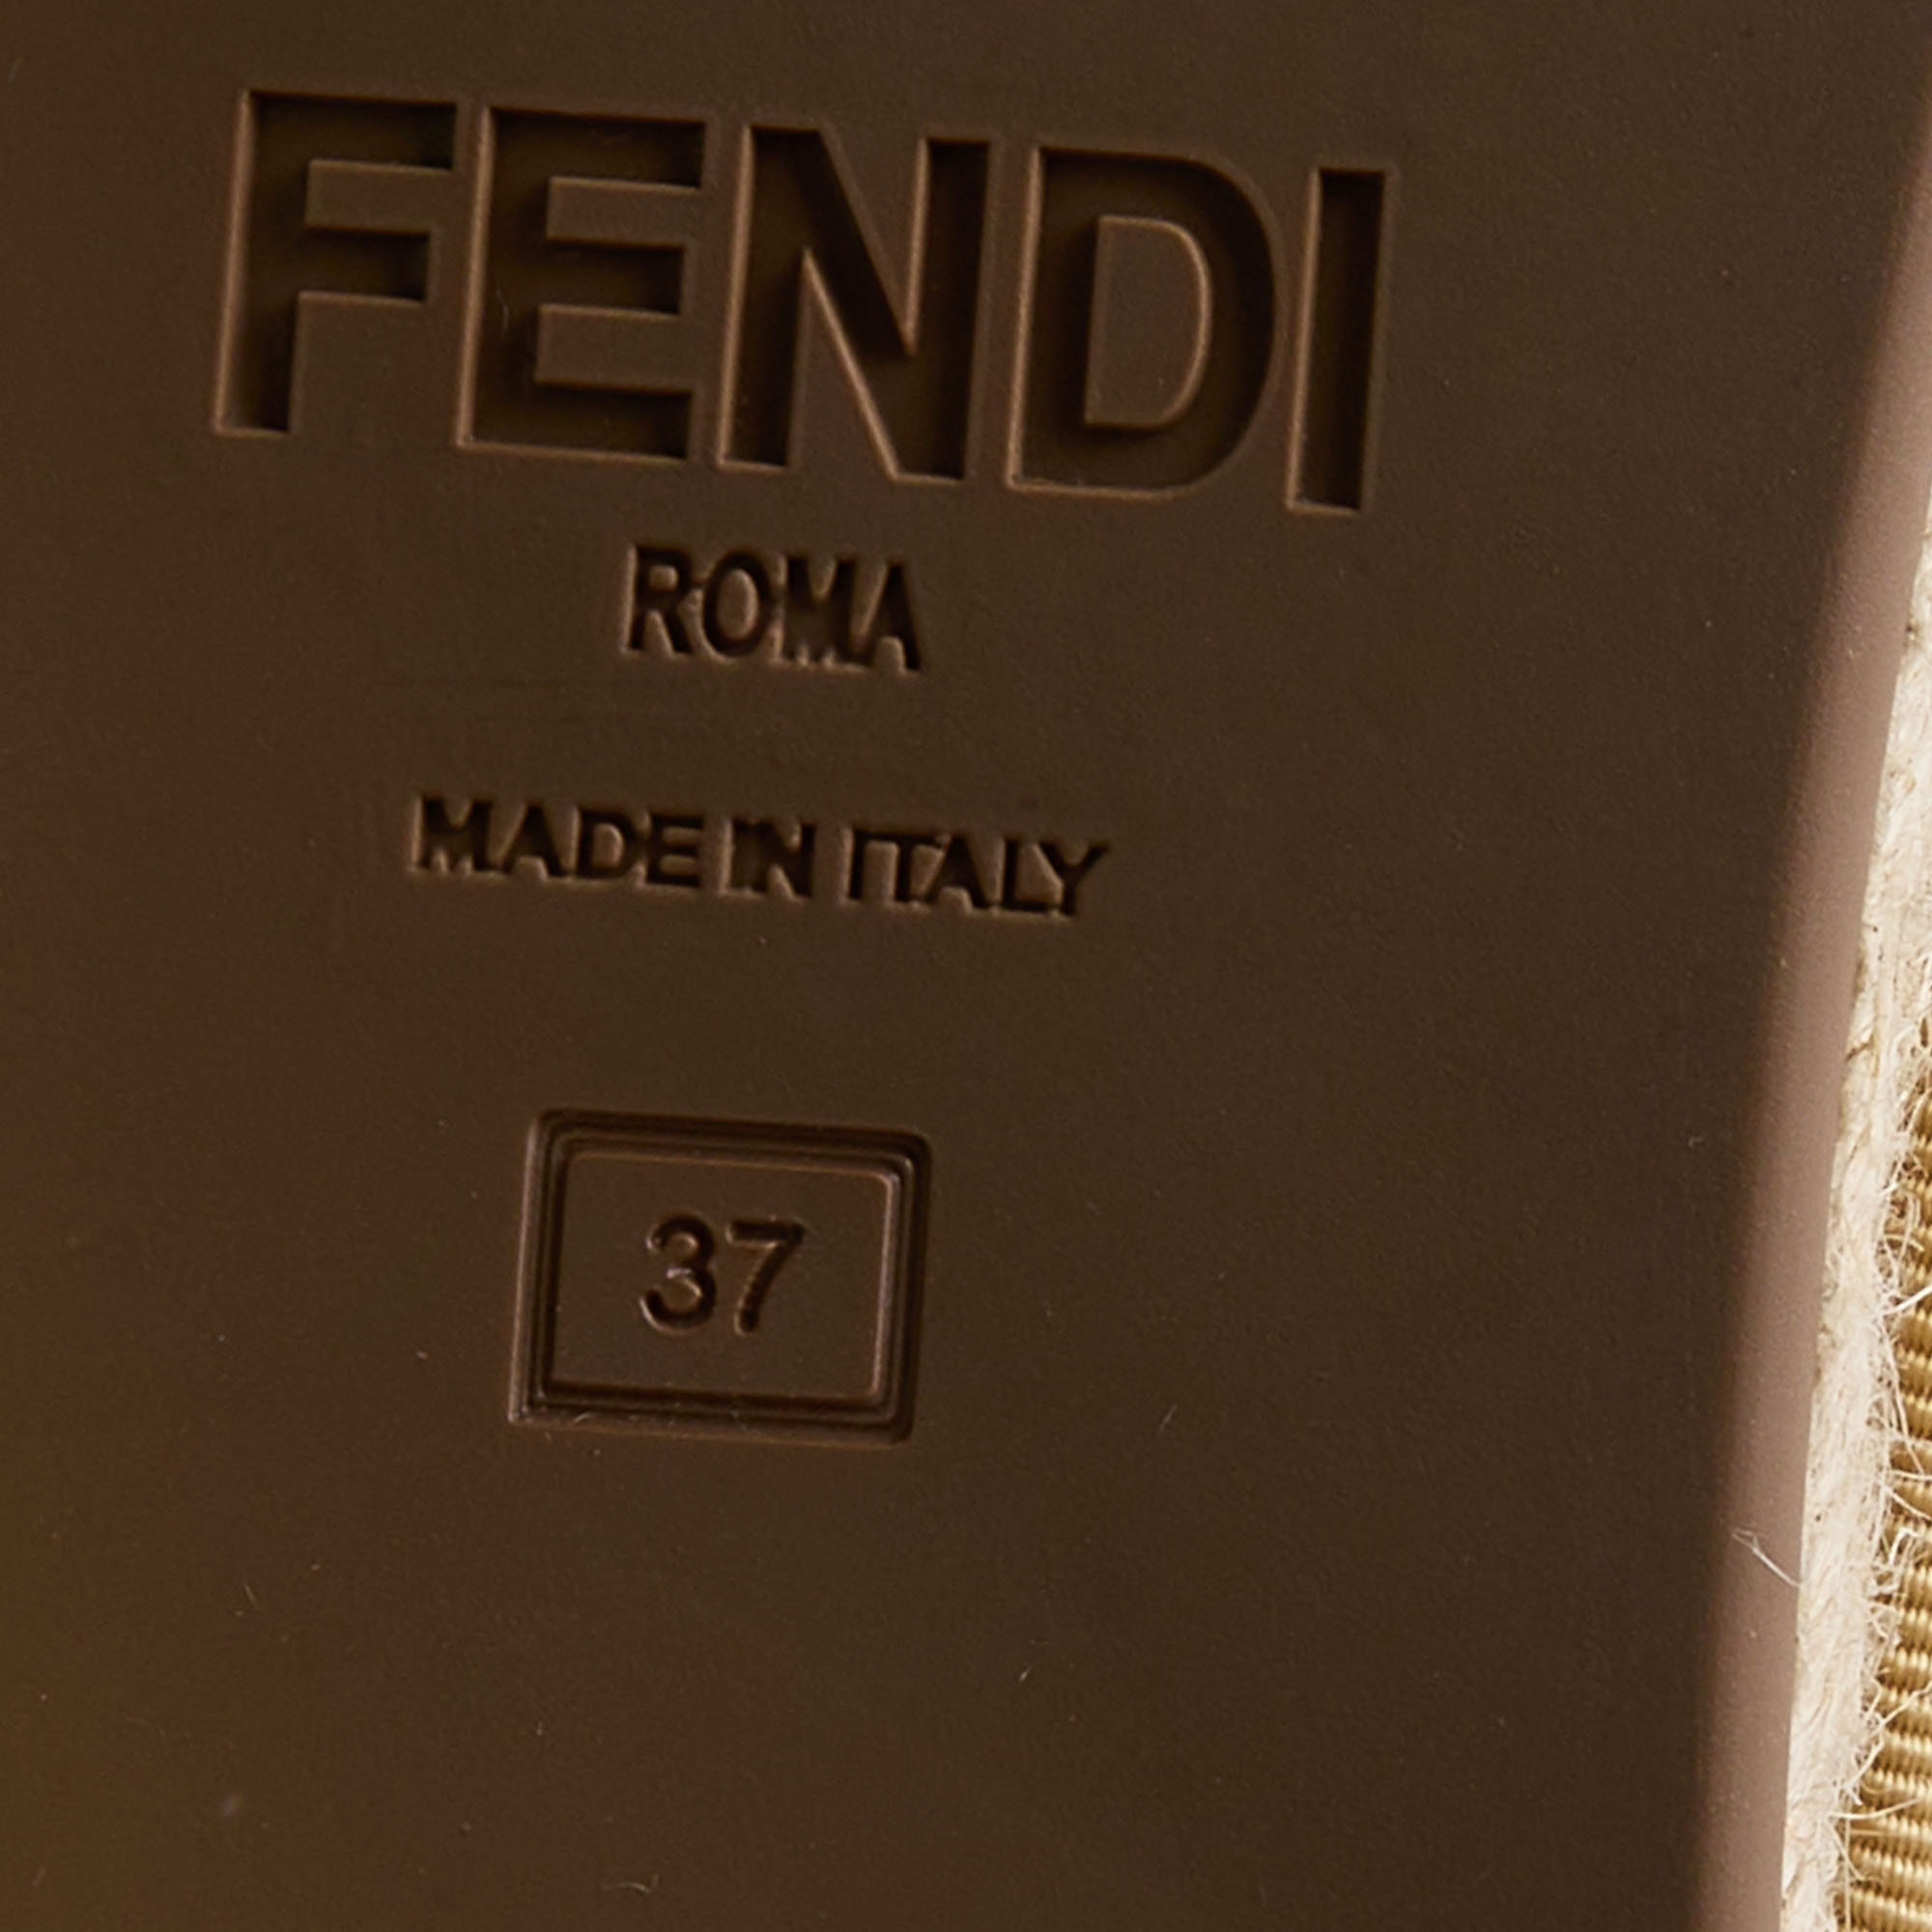 FENDI
ROMA
MADE IN ITALY
37